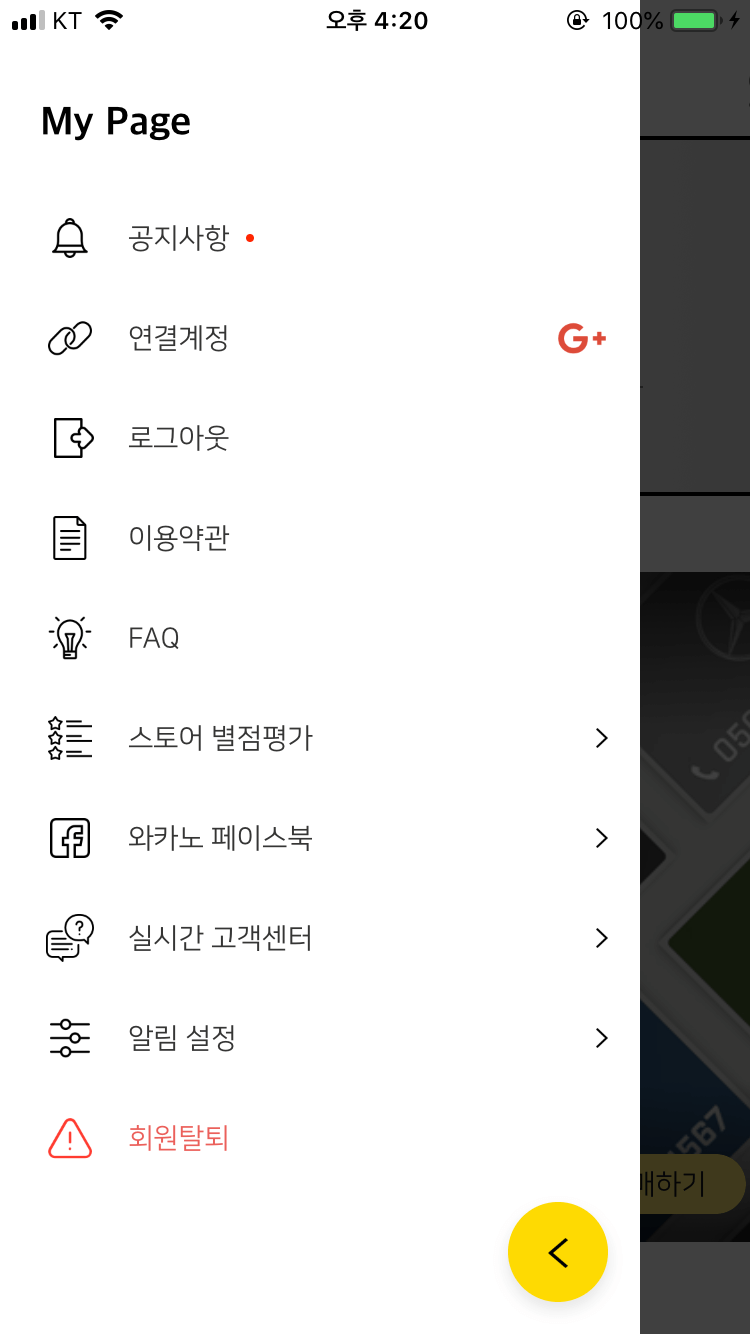 KT 오후 4:20 100%
My Page
공지사항
연결계정 G+
로그아웃
이용약관
FAQ
스토어 별점평가
와카노 페이스북
실시간 고객센터
알림 설정
회원탈퇴
050
567
매하기